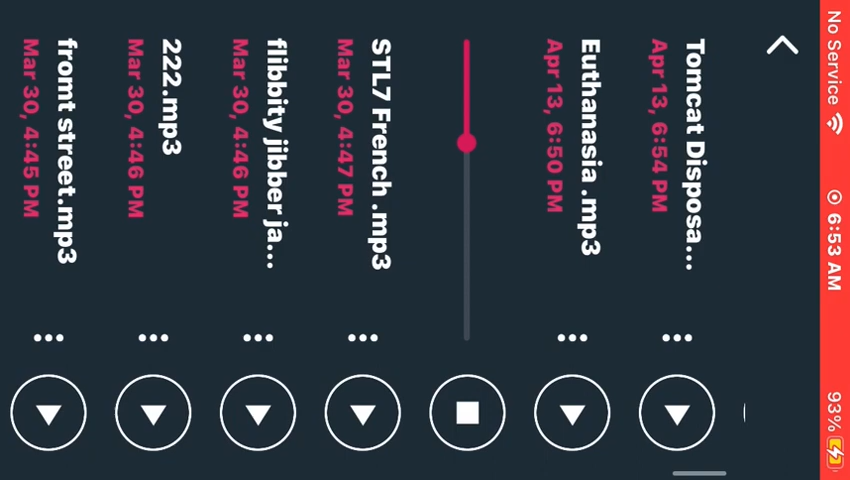 No Service
6:53 AM
93%
Tomcat Disposa...
Apr 13, 6:54 PM
Euthanasia .mp3
Apr 13, 6:50 PM
STL7 French .mp3
Mar 30, 4:47 PM
flibbity jibber ja...
Mar 30, 4:46 PM
222.mp3
Mar 30, 4:46 PM
fromt street.mp3
Mar 30, 4:45 PM